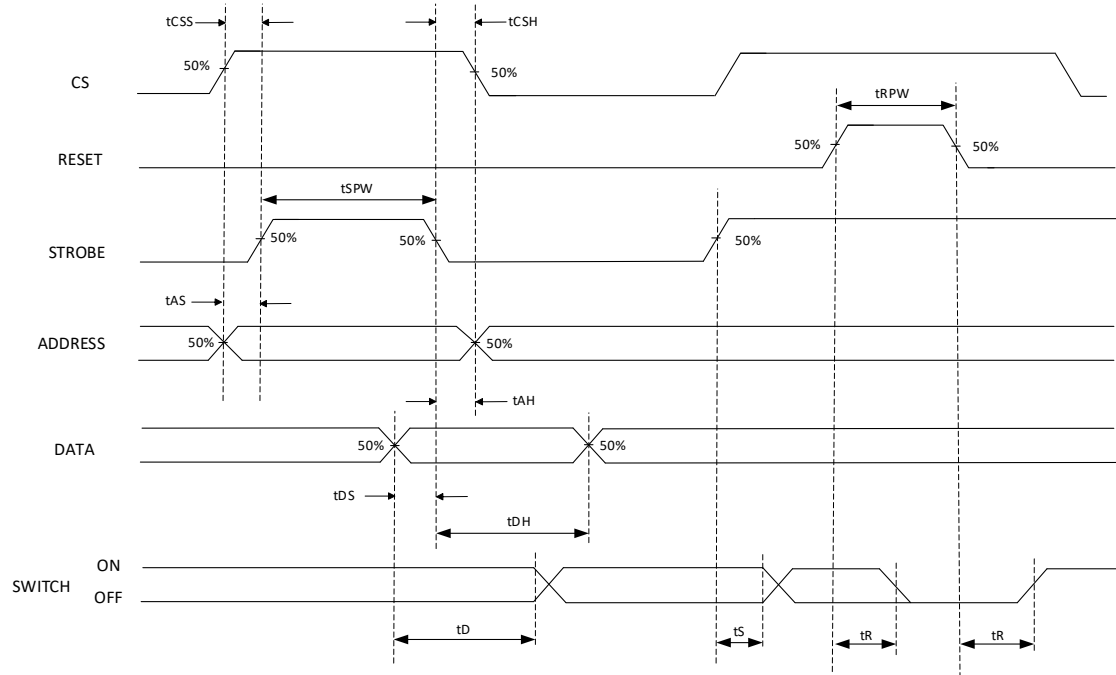 tCSS
tCSH
50%
50%
CS
tRPW
50%
50%
RESET
tSPW
50%
50%
50%
STROBE
tAS
50%
50%
ADDRESS
tAH
50%
50%
DATA
tDS
tDH
ON
SWITCH
OFF
tD
tS
tR
tR